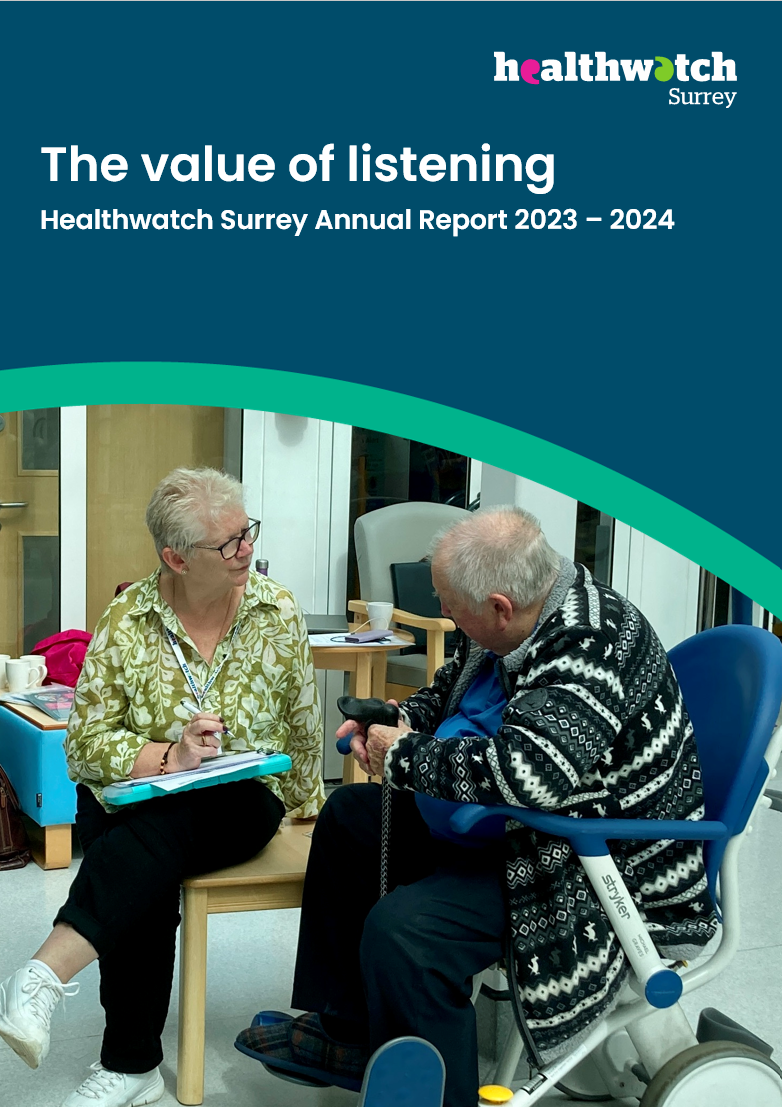 healthwatch
Surrey
The value of listening
Healthwatch Surrey Annual Report 2023 – 2024
stryker